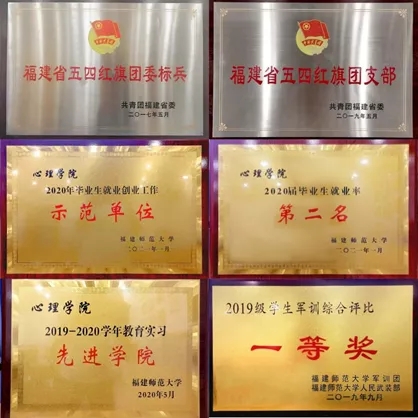 福建省五四红旗团委标兵
共青团福建省委
二〇一七年五月
福建省五四红旗团支部
共青团福建省委
二〇一九年五月
心理学院
2020年毕业生就业创业工作
示范单位
福建师范大学
二〇二一年一月
心理学院
2020届毕业生就业率
第二名
福建师范大学
二〇二一年一月
心理学院
2019-2020学年教育实习
先进学院
福建师范大学
2020年5月
2019级学生军训综合评比
一等奖
福建师范大学军训团
福建师范大学人民武装部
二〇一九年九月